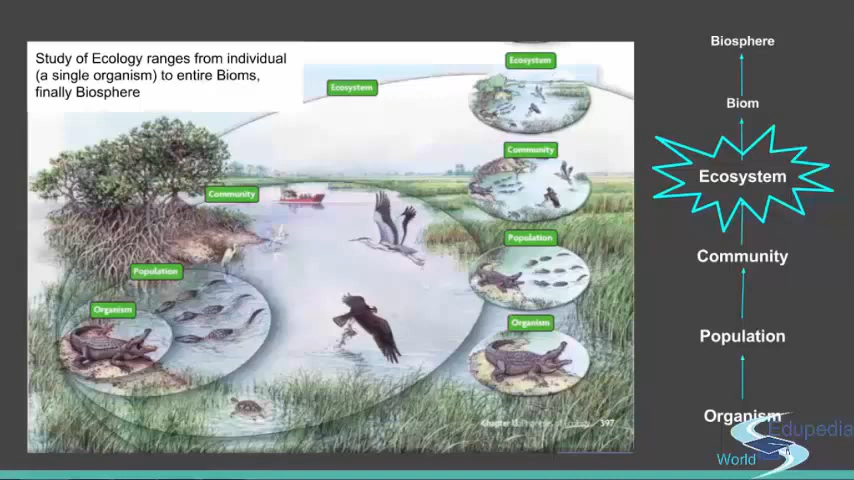 Study of Ecology ranges from individual
(a single organism) to entire Bioms,
finally Biosphere
Ecosystem
Community
Population
Organism
Ecosystem
Community
Population
Organism
397
Biosphere
Biom
Ecosystem
Community
Population
Organism
Edupedia
World